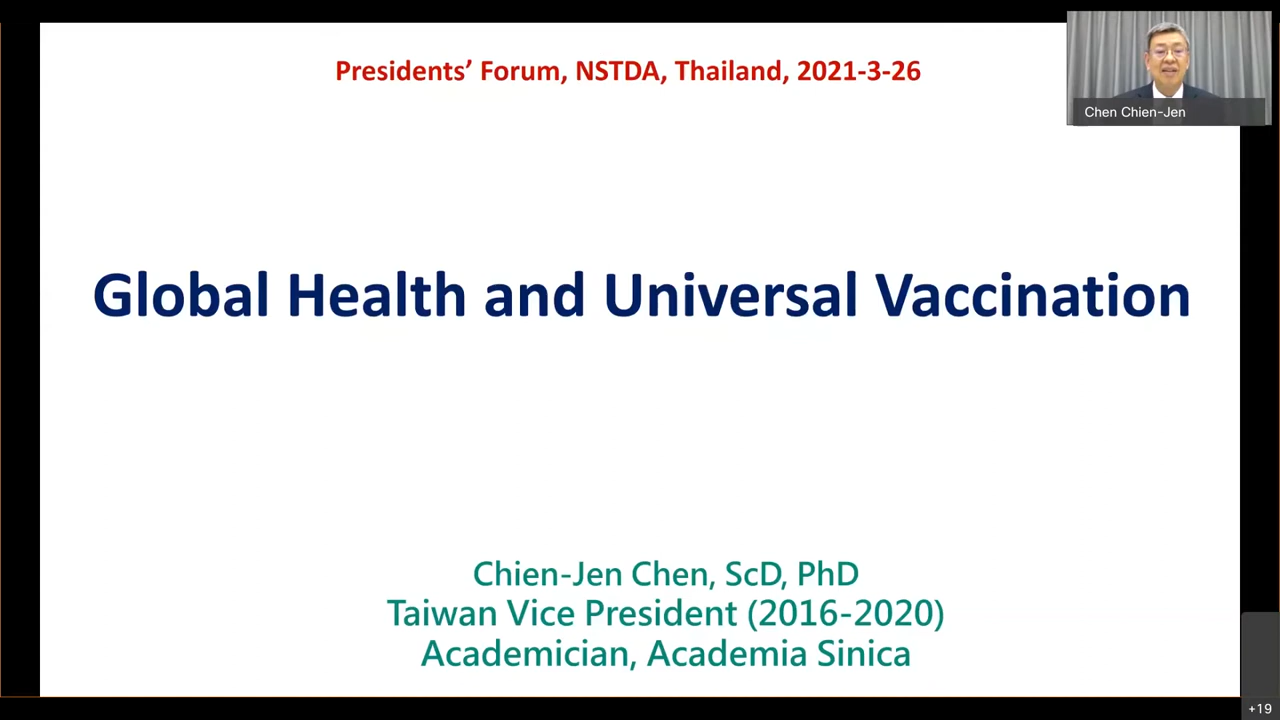 Presidents’ Forum, NSTDA, Thailand, 2021-3-26
Chen Chien-Jen
Global Health and Universal Vaccination
Chien-Jen Chen, ScD, PhD
Taiwan Vice President (2016-2020)
Academician, Academia Sinica
+19